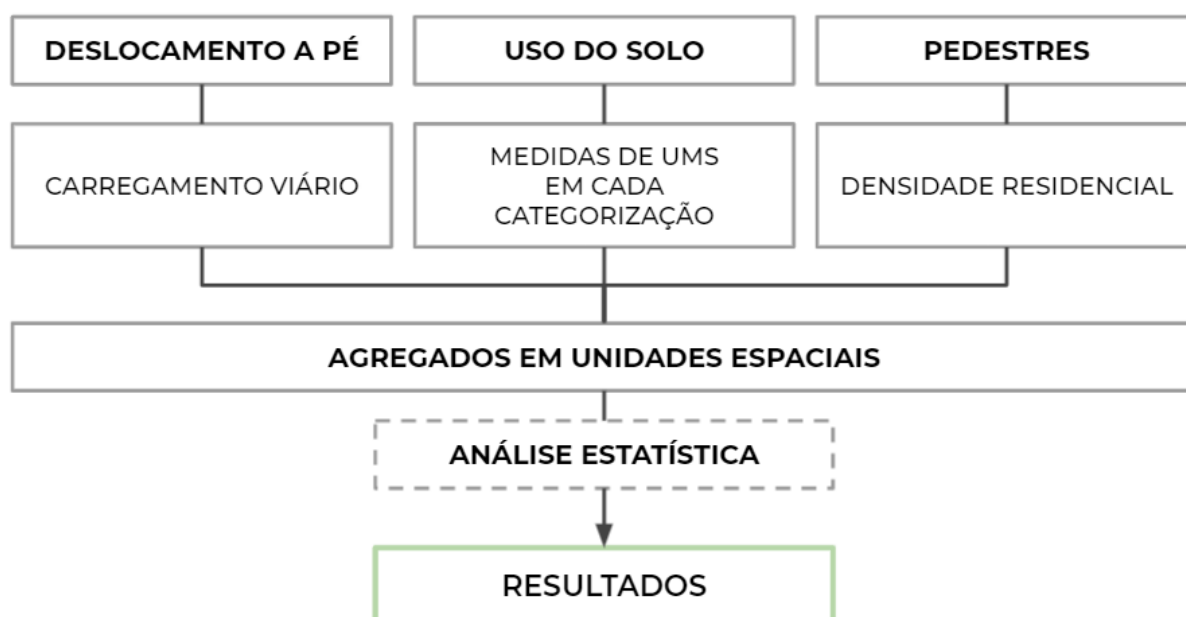 DESLOCAMENTO A PÉ
USO DO SOLO
PEDESTRES
CARREGAMENTO VIÁRIO
MEDIDAS DE UMS
EM CADA
CATEGORIZAÇÃO
DENSIDADE RESIDENCIAL
AGREGADOS EM UNIDADES ESPACIAIS
ANÁLISE ESTATÍSTICA
RESULTADOS